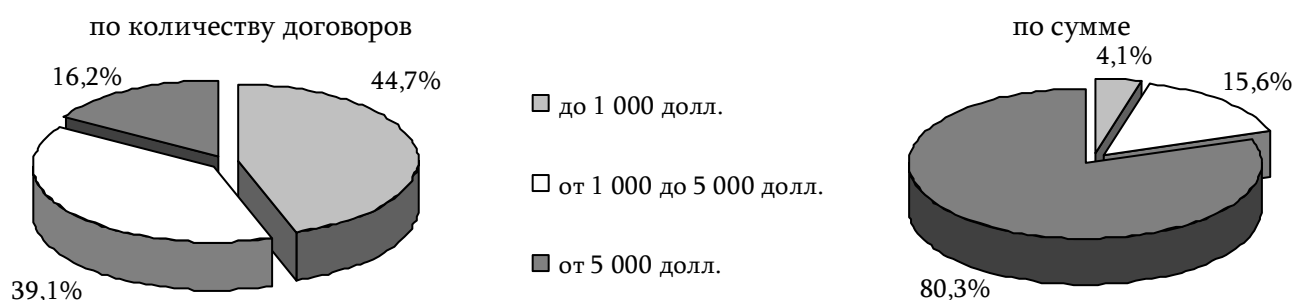 по количеству договоров
16,2%
44,7%
39,1%
до 1 000 долл.
от 1 000 до 5 000 долл.
от 5 000 долл.
по сумме
4,1%
15,6%
80,3%